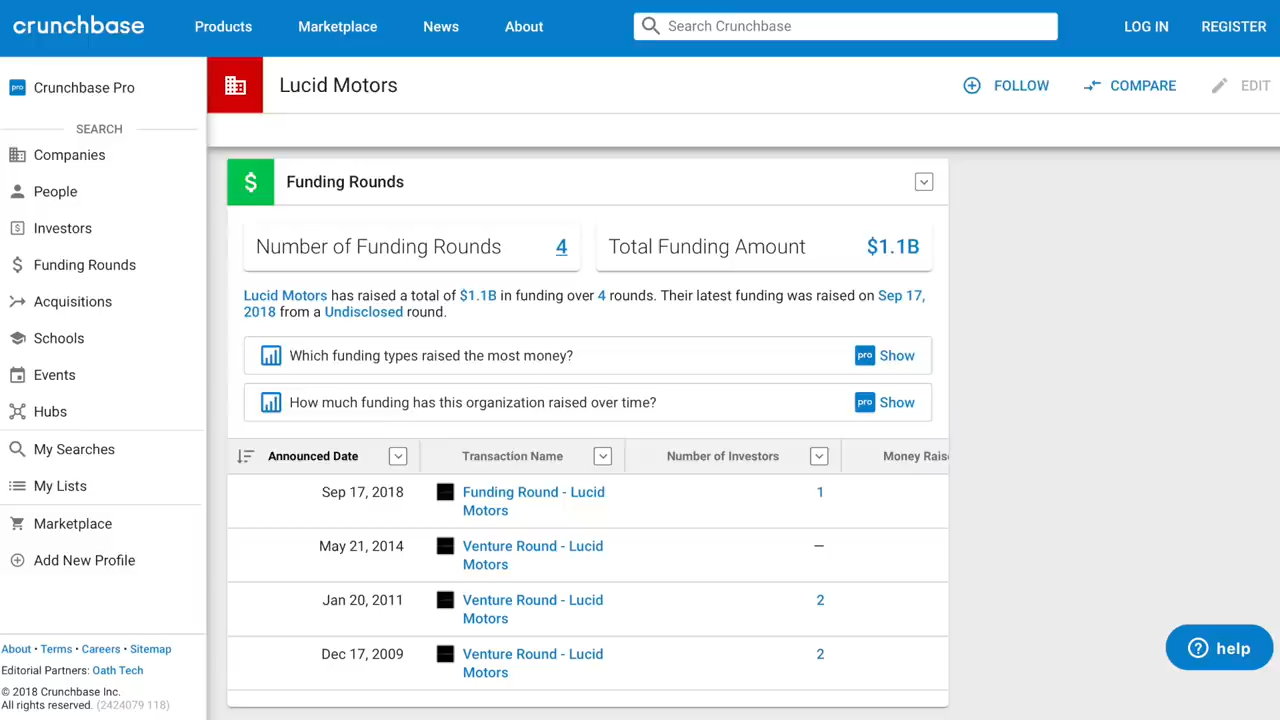 crunchbase
Products
Marketplace
News
About
Search Crunchbase
LOG IN
REGISTER
pro Crunchbase Pro
SEARCH
Companies
People
Investors
Funding Rounds
Acquisitions
Schools
Events
Hubs
My Searches
My Lists
Marketplace
Add New Profile
About • Terms • Careers • Sitemap
Editorial Partners: Oath Tech
© 2018 Crunchbase Inc.
All rights reserved. (2424079 118)
Lucid Motors
FOLLOW
COMPARE
EDIT
$ Funding Rounds
Number of Funding Rounds 4
Total Funding Amount $1.1B
Lucid Motors has raised a total of $1.1B in funding over 4 rounds. Their latest funding was raised on Sep 17,
2018 from a Undisclosed round.
Which funding types raised the most money? pro Show
How much funding has this organization raised over time? pro Show
Announced Date Transaction Name Number of Investors Money Rais
Sep 17, 2018 Funding Round - Lucid 1
Motors
May 21, 2014 Venture Round - Lucid —
Motors
Jan 20, 2011 Venture Round - Lucid 2
Motors
Dec 17, 2009 Venture Round - Lucid 2
Motors
? help